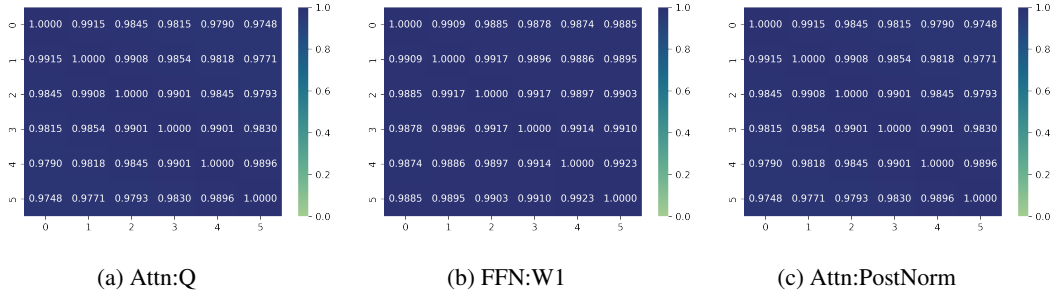 0 1.0000 0.9915 0.9845 0.9815 0.9790 0.9748
1 0.9915 1.0000 0.9908 0.9854 0.9818 0.9771
2 0.9845 0.9908 1.0000 0.9901 0.9845 0.9793
3 0.9815 0.9854 0.9901 1.0000 0.9901 0.9830
4 0.9790 0.9818 0.9845 0.9901 1.0000 0.9896
5 0.9748 0.9771 0.9793 0.9830 0.9896 1.0000
0 1 2 3 4 5
1.0
0.8
0.6
0.4
0.2
0.0
(a) Attn:Q
0 1.0000 0.9909 0.9885 0.9878 0.9874 0.9885
1 0.9909 1.0000 0.9917 0.9896 0.9886 0.9895
2 0.9885 0.9917 1.0000 0.9917 0.9897 0.9903
3 0.9878 0.9896 0.9917 1.0000 0.9914 0.9910
4 0.9874 0.9886 0.9897 0.9914 1.0000 0.9923
5 0.9885 0.9895 0.9903 0.9910 0.9923 1.0000
0 1 2 3 4 5
1.0
0.8
0.6
0.4
0.2
0.0
(b) FFN:W1
0 1.0000 0.9915 0.9845 0.9815 0.9790 0.9748
1 0.9915 1.0000 0.9908 0.9854 0.9818 0.9771
2 0.9845 0.9908 1.0000 0.9901 0.9845 0.9793
3 0.9815 0.9854 0.9901 1.0000 0.9901 0.9830
4 0.9790 0.9818 0.9845 0.9901 1.0000 0.9896
5 0.9748 0.9771 0.9793 0.9830 0.9896 1.0000
0 1 2 3 4 5
1.0
0.8
0.6
0.4
0.2
0.0
(c) Attn:PostNorm